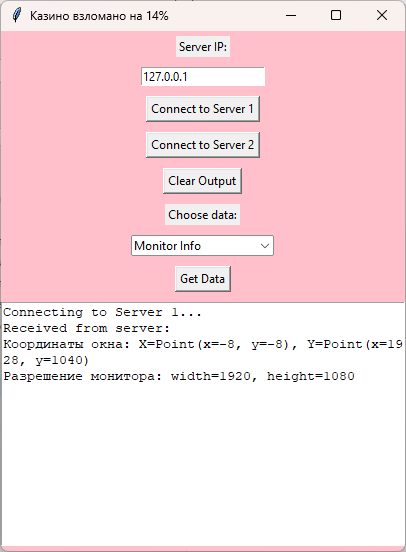 Казино взломано на 14%
Server IP:
127.0.0.1
Connect to Server 1
Connect to Server 2
Clear Output
Choose data:
Monitor Info
Get Data
Connecting to Server 1...
Received from server:
Координаты окна: X=Point(x=-8, y=-8), Y=Point(x=19
28, y=1040)
Разрешение монитора: width=1920, height=1080